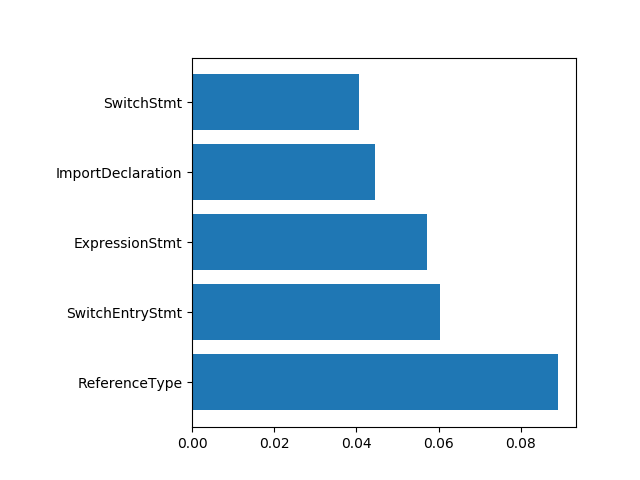 SwitchStmt
ImportDeclaration
ExpressionStmt
SwitchEntryStmt
ReferenceType
0.00 0.02 0.04 0.06 0.08